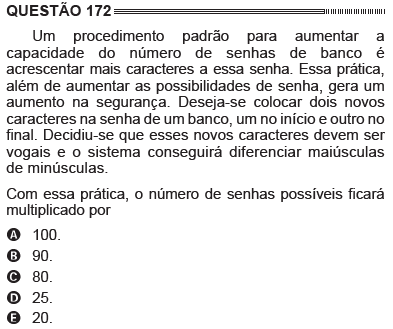 QUESTÃO 172
Um procedimento padrão para aumentar a
capacidade do número de senhas de banco é
acrescentar mais caracteres a essa senha. Essa prática,
além de aumentar as possibilidades de senha, gera um
aumento na segurança. Deseja-se colocar dois novos
caracteres na senha de um banco, um no início e outro no
final. Decidiu-se que esses novos caracteres devem ser
vogais e o sistema conseguirá diferenciar maiúsculas
de minúsculas.
Com essa prática, o número de senhas possíveis ficará
multiplicado por
A 100.
B 90.
C 80.
D 25.
E 20.